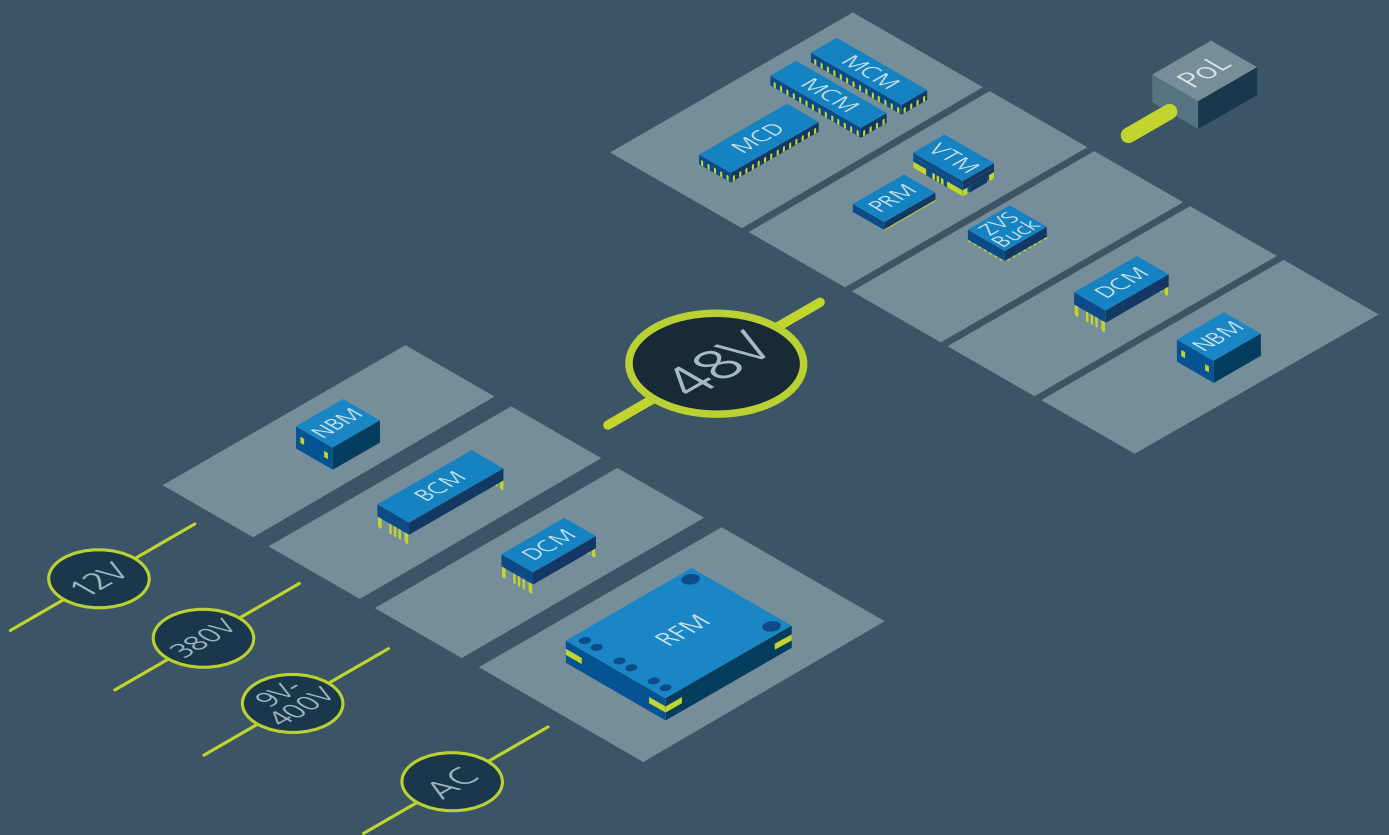 MCM
MCM
MCD
PoL
VTM
PRM
ZVS
Buck
DCM
NBM
48V
NBM
BCM
DCM
RFM
12V
380V
9V-
400V
AC